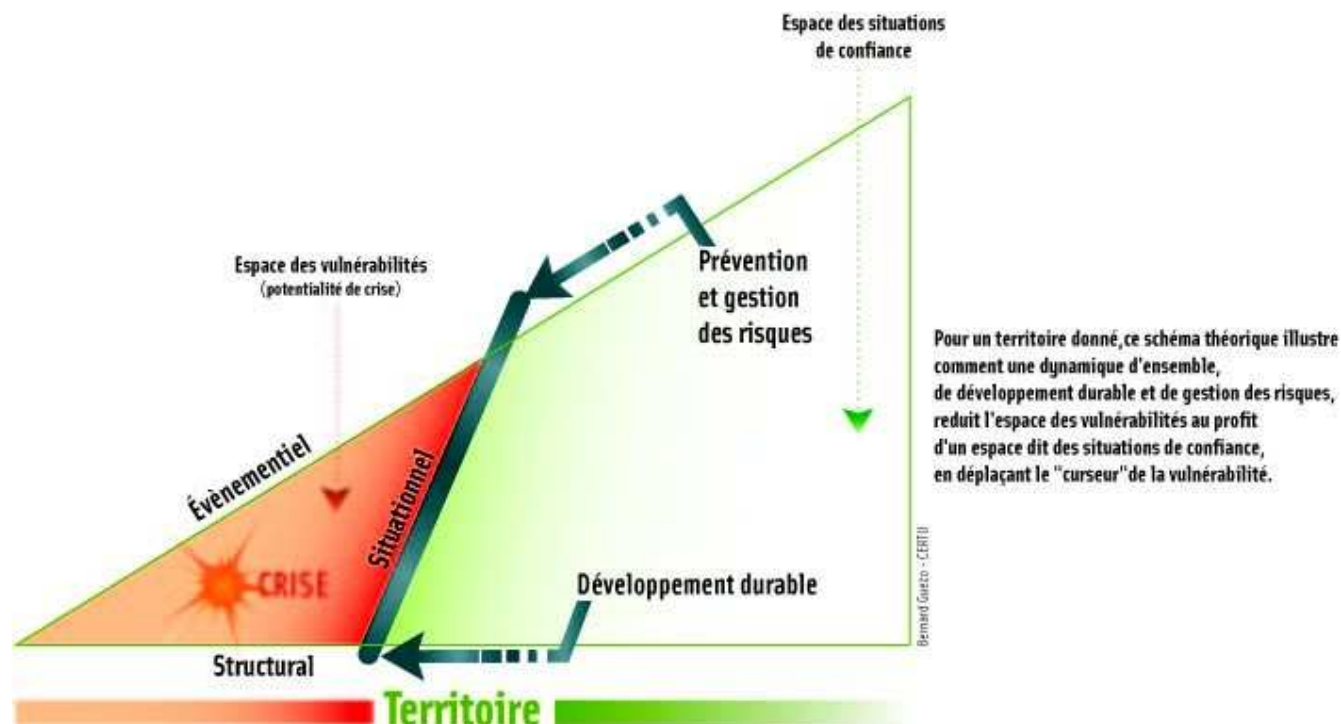 Espace des situations
de confiance
Espace des vulnérabilités
(potentialité de crise)
Prévention
et gestion
des risques
Pour un territoire donné,ce schéma théorique illustre
comment une dynamique d'ensemble,
de développement durable et de gestion des risques,
reduit l'espace des vulnérabilités au profit
d'un espace dit des situations de confiance,
en déplaçant le "curseur"de la vulnérabilité.
Évènementiel
Situationnel
CRISE
Développement durable
Bernard Guézo - CERTU
Structural
Territoire